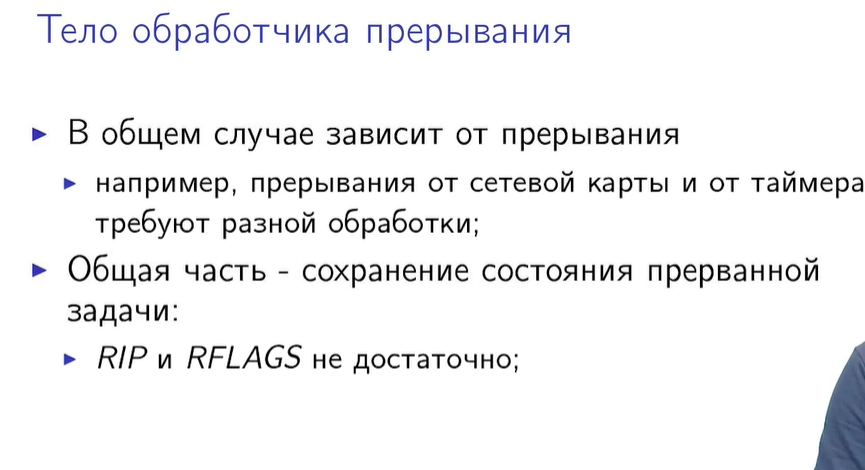 Тело обработчика прерывания
В общем случае зависит от прерывания
например, прерывания от сетевой карты и от таймера
требуют разной обработки;
Общая часть - сохранение состояния прерванной
задачи:
RIP и RFLAGS не достаточно;